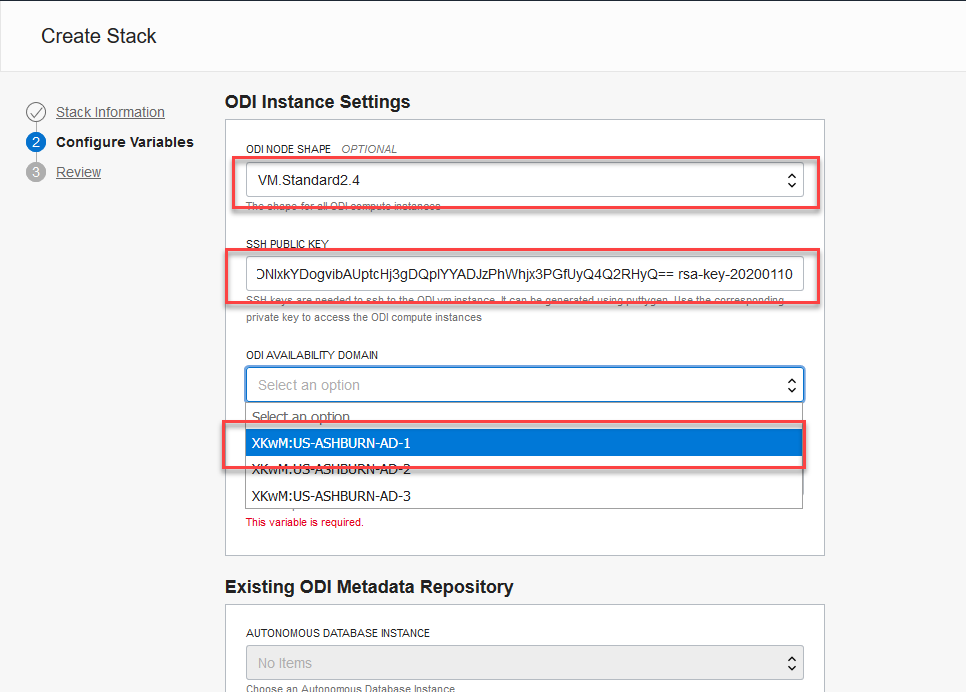 Create Stack
Stack Information
2 Configure Variables
3 Review
ODI Instance Settings
ODI NODE SHAPE OPTIONAL
VM.Standard2.4
The shape for all ODI compute instances
SSH PUBLIC KEY
ONlxkYDogvibAUptcHj3gDQplYYADJzPhWhjx3PGfUyQ4Q2RHyQ== rsa-key-20200110
SSH keys are needed to ssh to the ODI vm instance. It can be generated using puttygen. Use the corresponding
private key to access the ODI compute instances
ODI AVAILABILITY DOMAIN
Select an option
Select an option
XKwM:US-ASHBURN-AD-1
XKwM:US-ASHBURN-AD-2
XKwM:US-ASHBURN-AD-3
This variable is required.
Existing ODI Metadata Repository
AUTONOMOUS DATABASE INSTANCE
No Items
Choose an Autonomous Database Instance